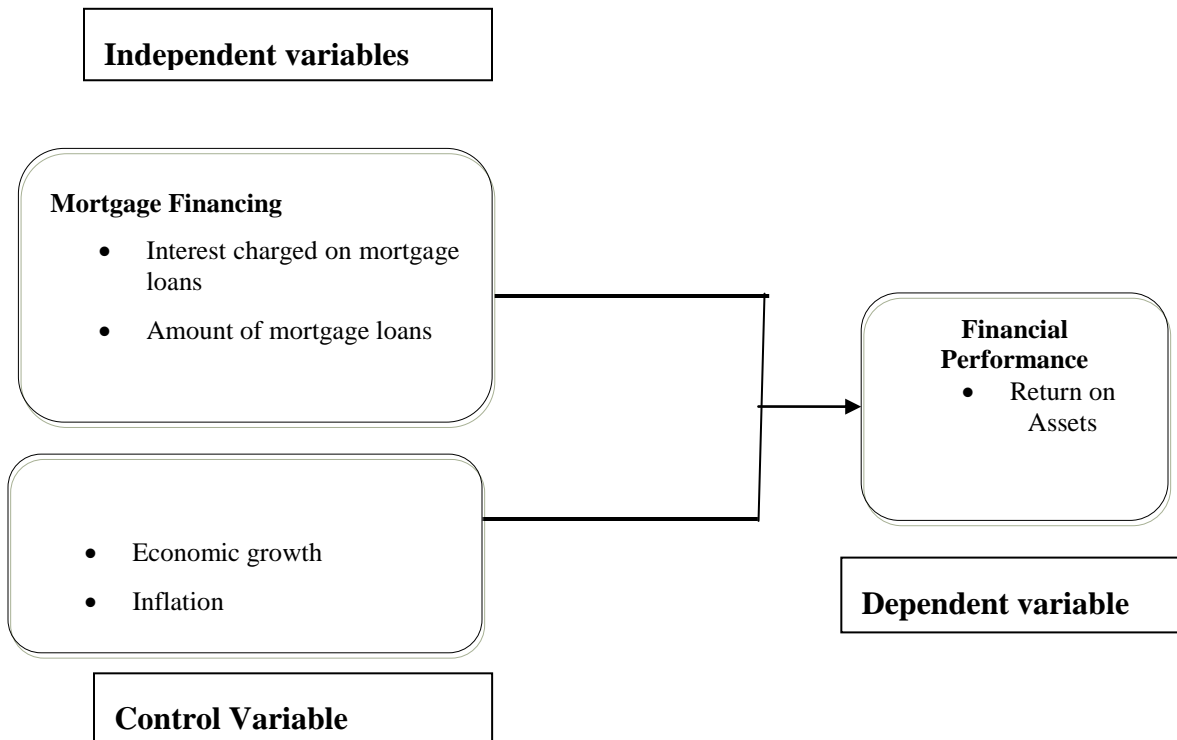 Independent variables
Mortgage Financing
• Interest charged on mortgage
loans
• Amount of mortgage loans
Financial
Performance
• Return on
Assets
• Economic growth
• Inflation
Dependent variable
Control Variable